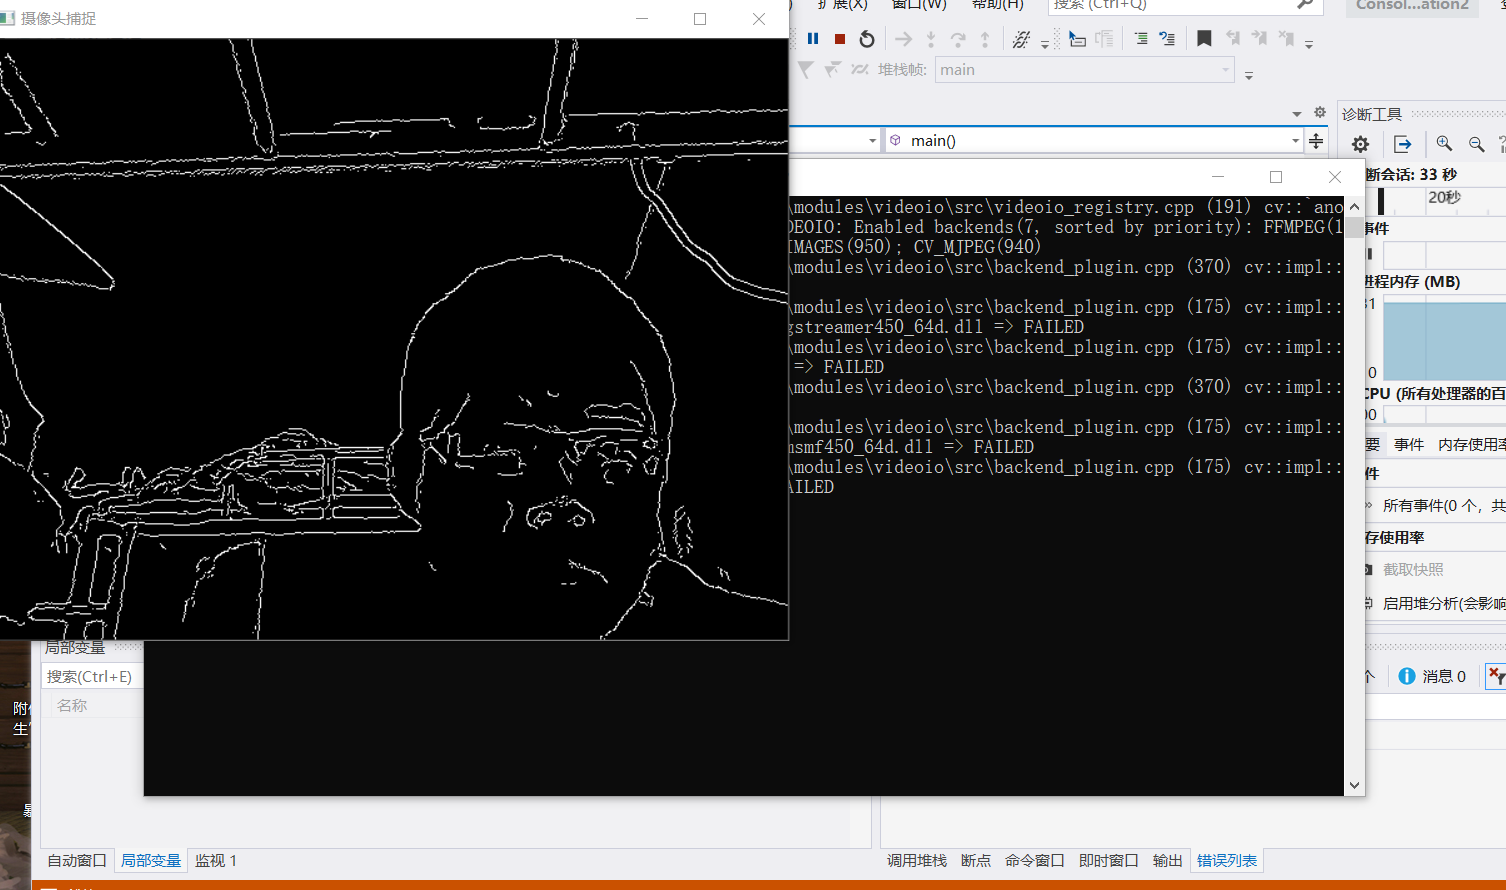 摄像头捕捉
扩展(X) 窗口(W) 帮助(H) 搜索 (Ctrl+Q) Consol...ation2
堆栈帧: main
诊断工具
main()
断会话: 33 秒
20秒
事件
进程内存 (MB)
0
CPU (所有处理器的百
00
要 事件 内存使用率
件
所有事件(0 个，共
存使用率
截取快照
启用堆分析(会影响
\modules\videoio\src\videoio_registry.cpp (191) cv::`ano
DEOIO: Enabled backends(7, sorted by priority): FFMPEG(1
IMAGES(950); CV_MJPEG(940)
\modules\videoio\src\backend_plugin.cpp (370) cv::impl::
\modules\videoio\src\backend_plugin.cpp (175) cv::impl::
gstreamer450_64d.dll => FAILED
\modules\videoio\src\backend_plugin.cpp (175) cv::impl::
=> FAILED
\modules\videoio\src\backend_plugin.cpp (370) cv::impl::
\modules\videoio\src\backend_plugin.cpp (175) cv::impl::
msmf450_64d.dll => FAILED
\modules\videoio\src\backend_plugin.cpp (175) cv::impl::
AILED
局部变量
搜索(Ctrl+E)
名称
附件
生
个 消息 0
自动窗口 局部变量 监视 1
调用堆栈 断点 命令窗口 即时窗口 输出 错误列表